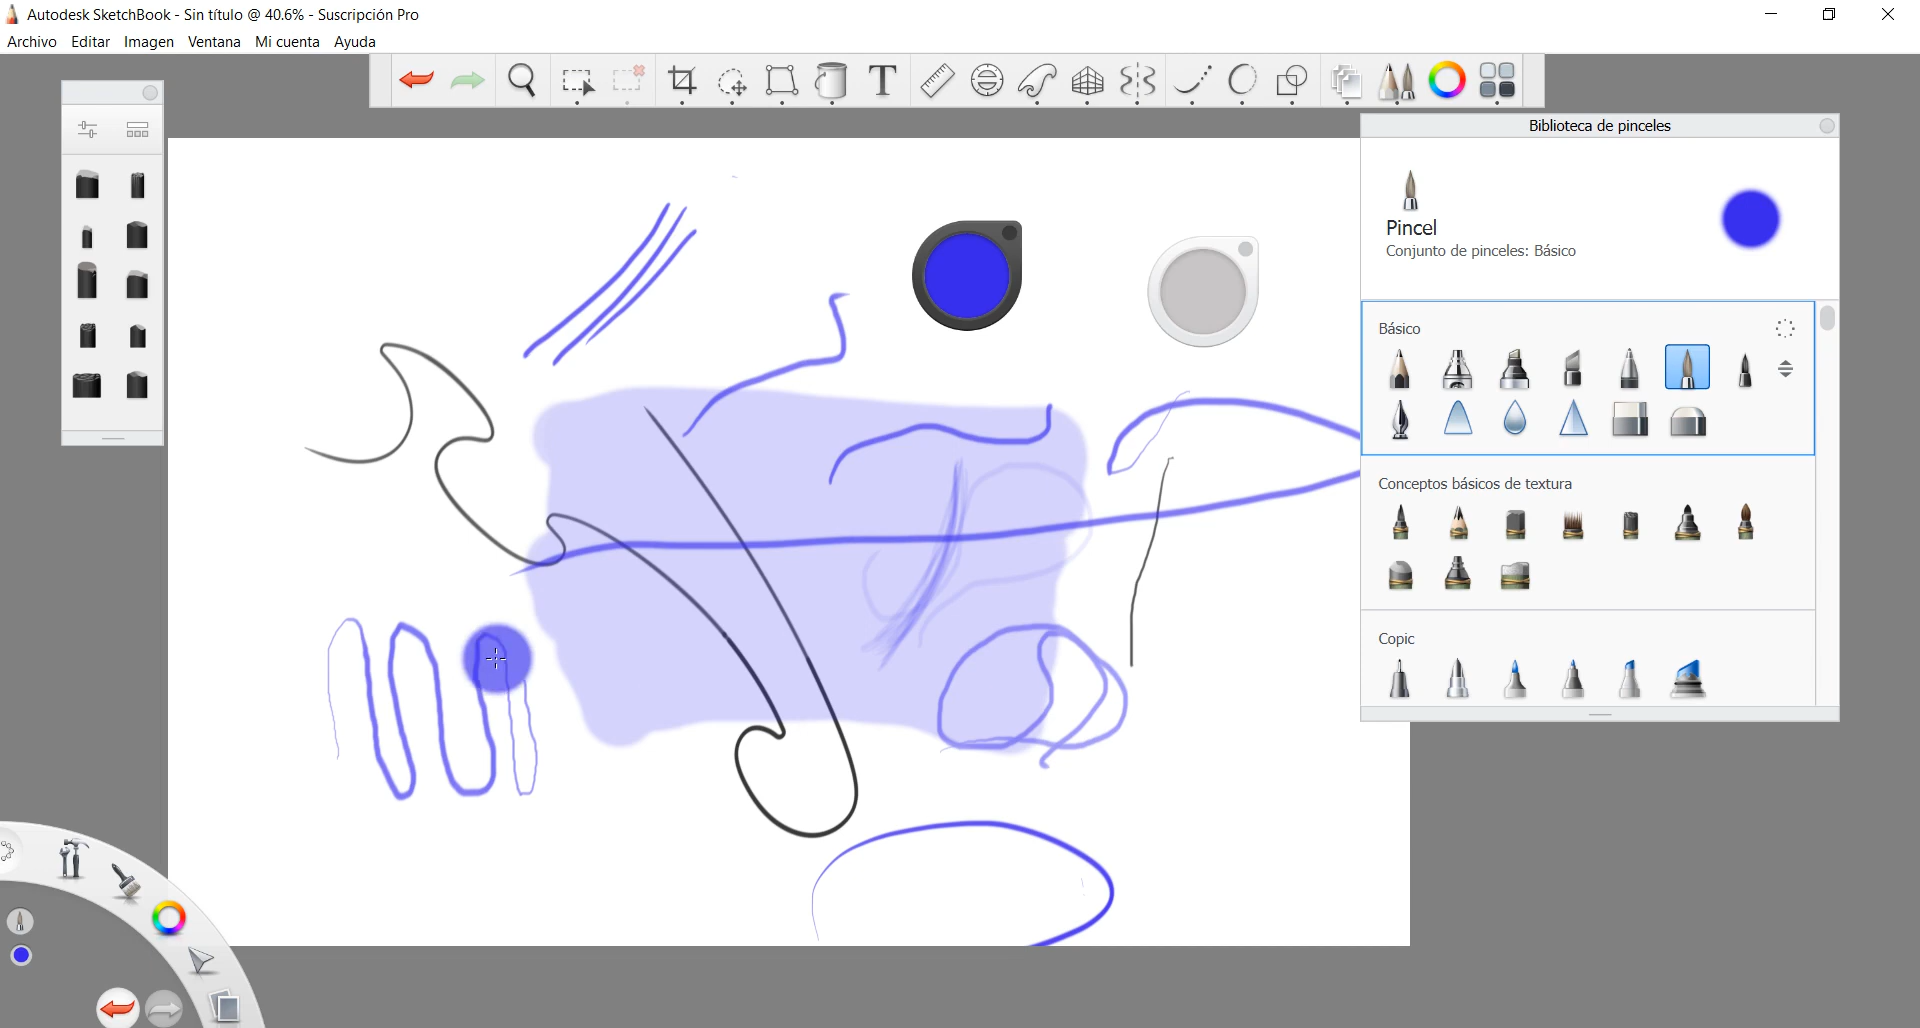 Autodesk SketchBook - Sin título @ 40.6% - Suscripción Pro
Archivo Editar Imagen Ventana Mi cuenta Ayuda
T
Biblioteca de pinceles
Pincel
Conjunto de pinceles: Básico
Básico
Conceptos básicos de textura
Copic